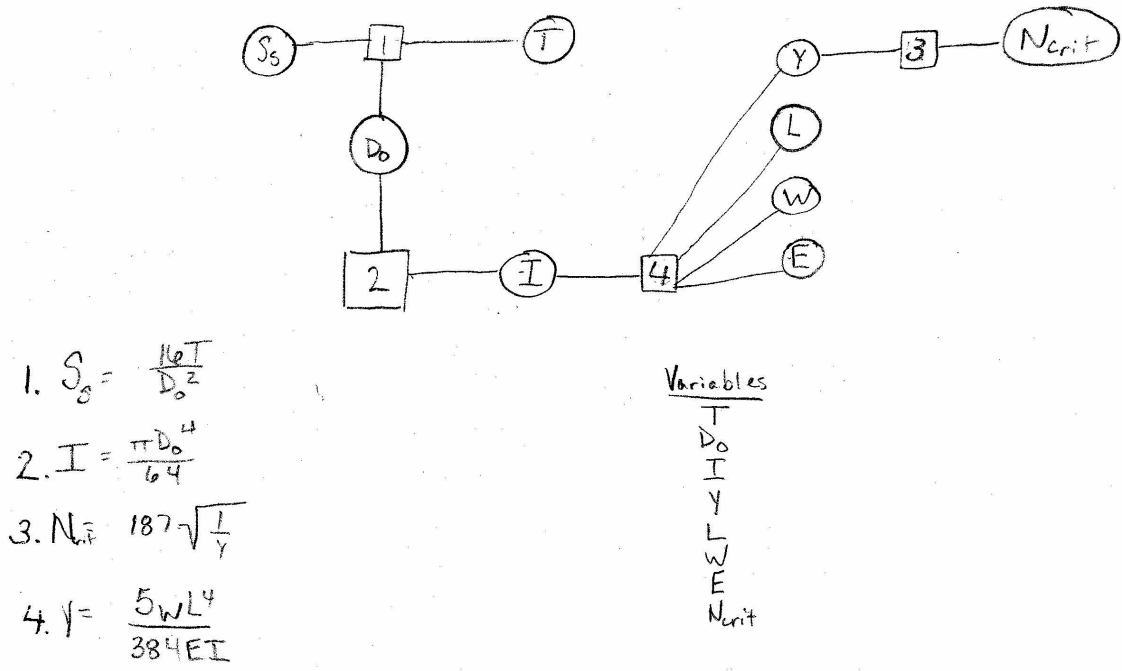 Ss 1 T Y 3 Ncrit
L
Do
W
E
2 I 4
1. Ss = 16T / Do²
2. I = πDo⁴ / 64
3. Ncrit = 187 √(1/Y)
4. Y = 5WL⁴ / 384EI
Variables
T
Do
I
Y
L
W
E
Ncrit